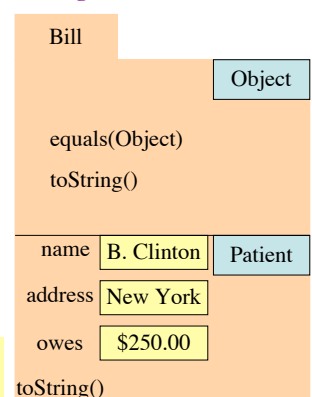 Bill
Object
equals(Object)
toString()
name B. Clinton Patient
address New York
owes $250.00
toString()